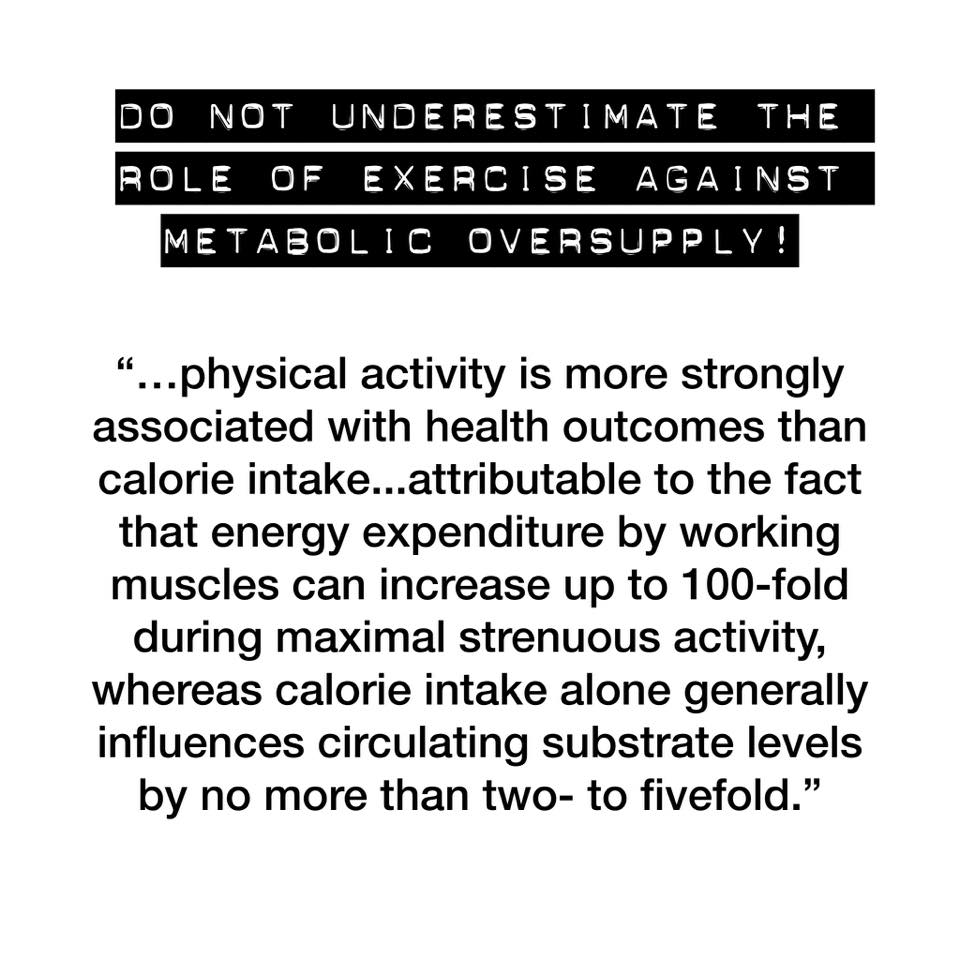 DO NOT UNDERESTIMATE THE
ROLE OF EXERCISE AGAINST
METABOLIC OVERSUPPLY!
“...physical activity is more strongly
associated with health outcomes than
calorie intake...attributable to the fact
that energy expenditure by working
muscles can increase up to 100-fold
during maximal strenuous activity,
whereas calorie intake alone generally
influences circulating substrate levels
by no more than two- to fivefold.”